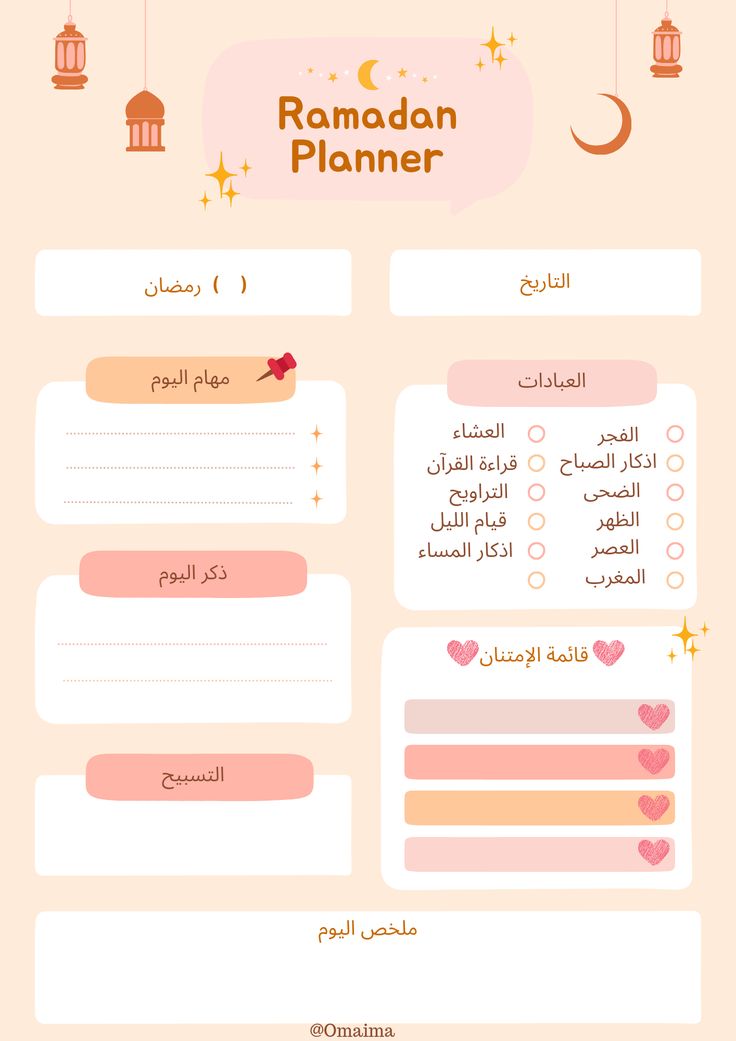 Ramadan
Planner
التاريخ
رمضان ( )
العبادات
الفجر
اذكار الصباح
الضحى
الظهر
العصر
المغرب
العشاء
قراءة القرآن
التراويح
قيام الليل
اذكار المساء
مهام اليوم
ذكر اليوم
قائمة الإمتنان
التسبيح
ملخص اليوم
@Omaima